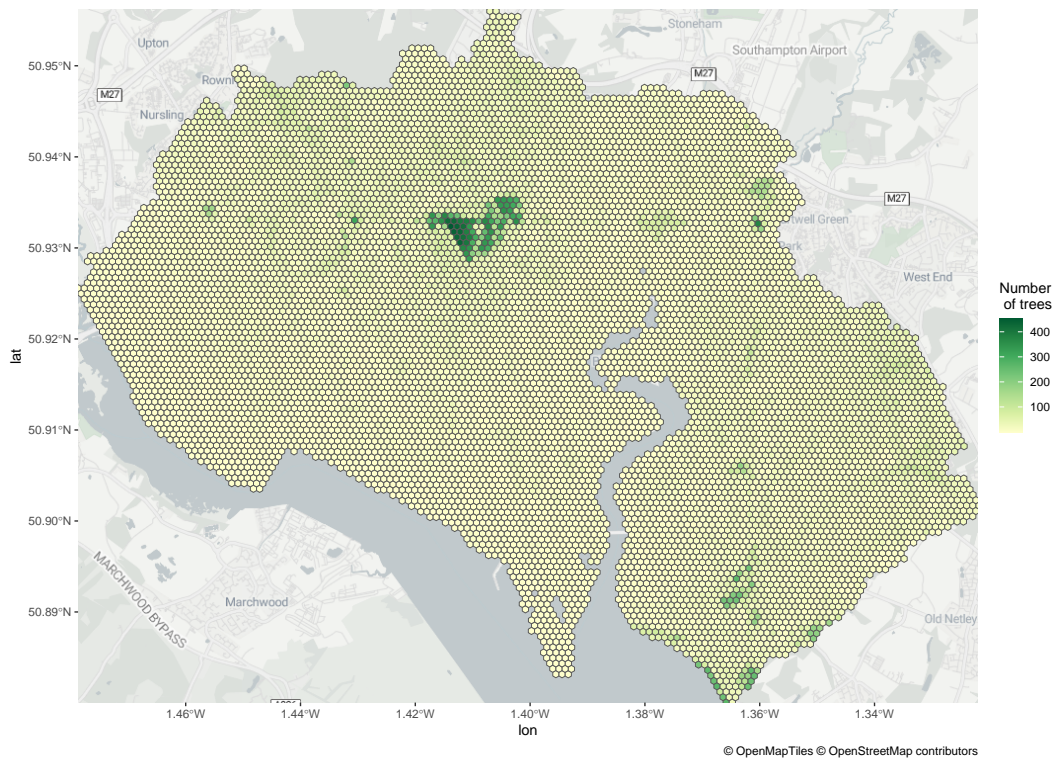 Stoneham
Upton
Southampton Airport
50.95°N
M27
Rown
M27
Nursling
50.94°N
M27
twell Green
50.93°N
ark
West End
Number
of trees
50.92°N
400
300
lat
200
100
50.91°N
50.90°N
MARCHWOOD BYPASS
Marchwood
50.89°N
Old Netley
1.46°W 1.44°W 1.42°W 1.40°W 1.38°W 1.36°W 1.34°W
lon
© OpenMapTiles © OpenStreetMap contributors